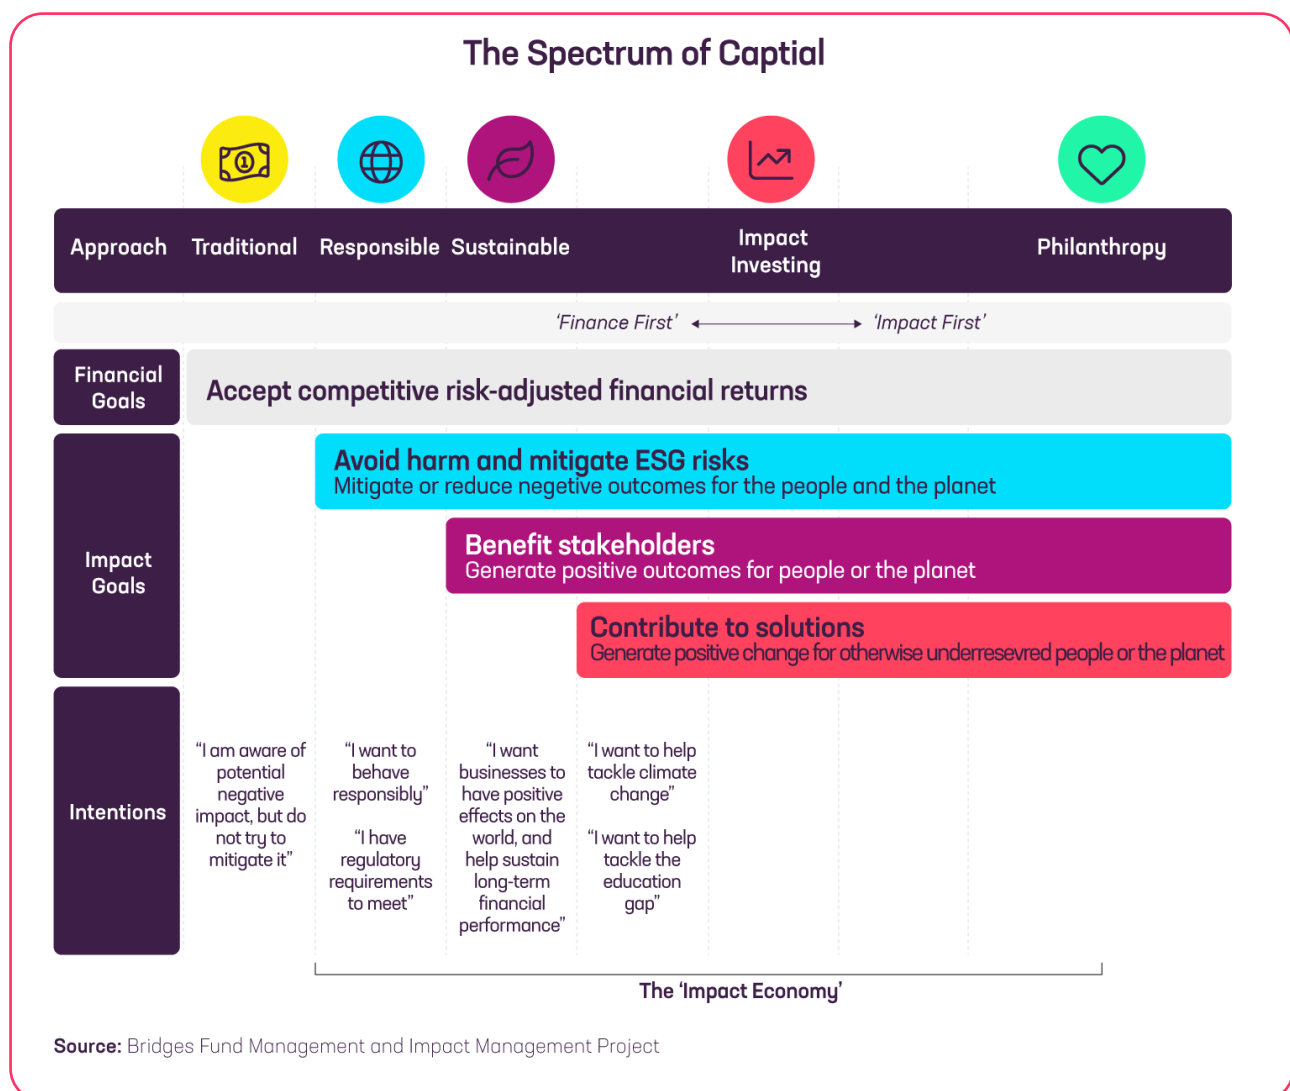 The Spectrum of Captial
1
Approach
Traditional
Responsible
Sustainable
Impact
Investing
Philanthropy
‘Finance First’
‘Impact First’
Financial
Goals
Accept competitive risk-adjusted financial returns
Impact
Goals
Avoid harm and mitigate ESG risks
Mitigate or reduce negetive outcomes for the people and the planet
Benefit stakeholders
Generate positive outcomes for people or the planet
Contribute to solutions
Generate positive change for otherwise underresevred people or the planet
Intentions
“I am aware of
potential
negative
impact, but do
not try to
mitigate it”
“I want to
behave
responsibly”
“I have
regulatory
requirements
to meet”
“I want
businesses to
have positive
effects on the
world, and
help sustain
long-term
financial
performance”
“I want to help
tackle climate
change”
“I want to help
tackle the
education
gap”
The ‘Impact Economy’
Source: Bridges Fund Management and Impact Management Project